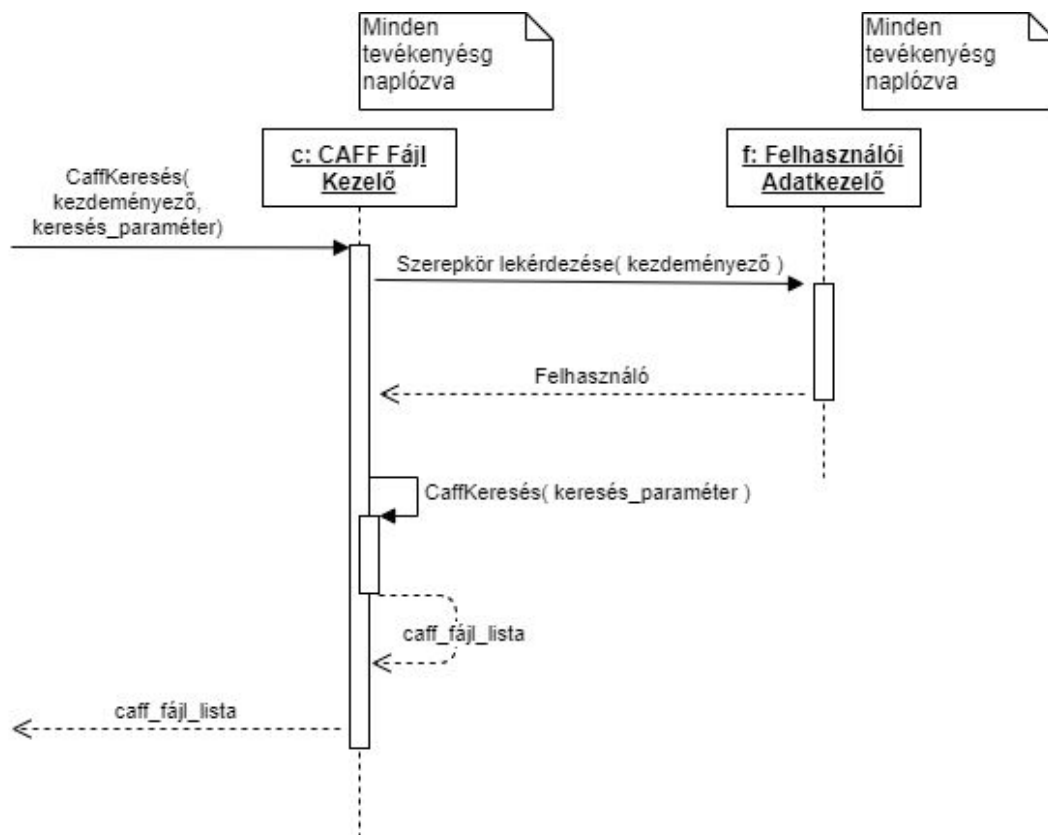 Minden
tevékenyésg
naplózva
Minden
tevékenyésg
naplózva
c: CAFF Fájl
Kezelő
f: Felhasználói
Adatkezelő
CaffKeresés(
kezdeményező,
keresés_paraméter)
Szerepkör lekérdezése( kezdeményező )
Felhasználó
CaffKeresés( keresés_paraméter )
caff_fájl_lista
caff_fájl_lista